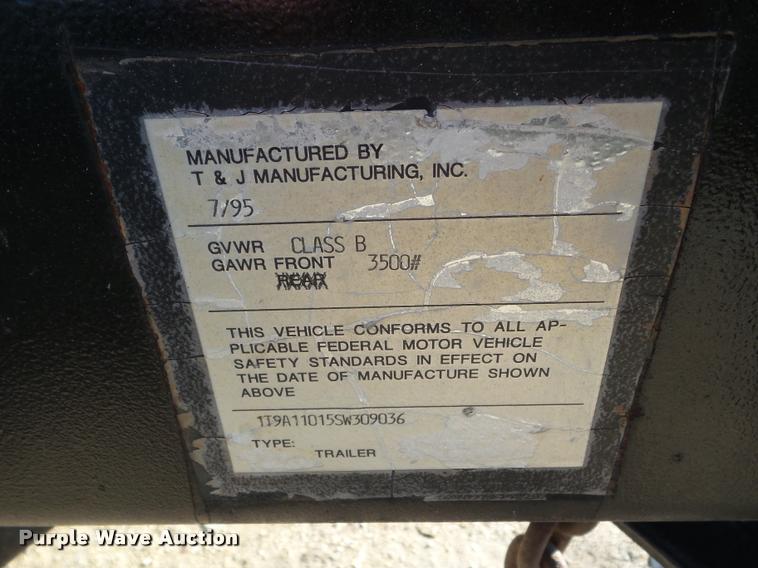 MANUFACTURED BY
T & J MANUFACTURING, INC.
7/95
GVWR CLASS B
GAWR FRONT 3500#
REAR
THIS VEHICLE CONFORMS TO ALL AP-
PLICABLE FEDERAL MOTOR VEHICLE
SAFETY STANDARDS IN EFFECT ON
THE DATE OF MANUFACTURE SHOWN
ABOVE
1T9A11015SW309036
TYPE:
TRAILER
Purple Wave Auction